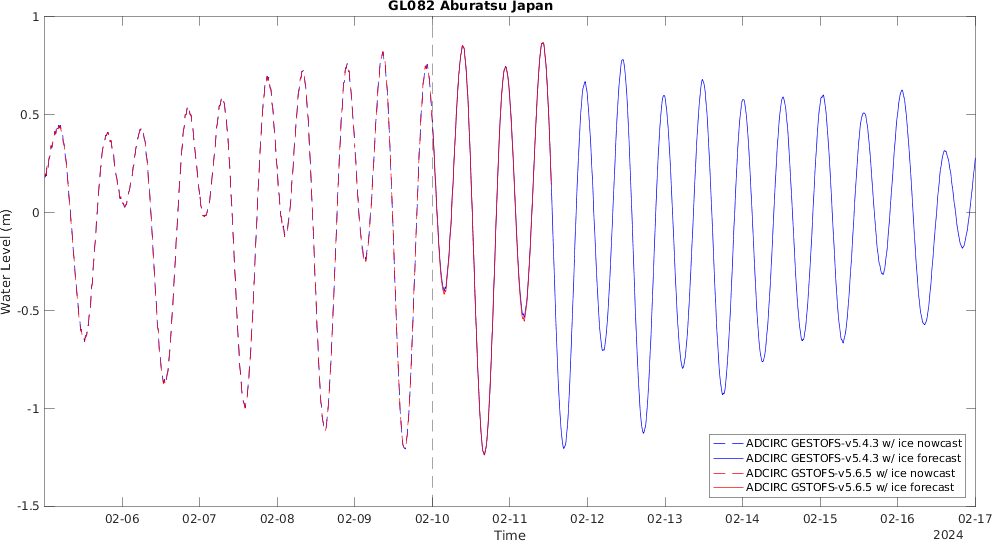 GL082 Aburatsu Japan
1
0.5
0
-0.5
-1
-1.5
Water Level (m)
02-06 02-07 02-08 02-09 02-10 02-11 02-12 02-13 02-14 02-15 02-16 02-17
Time
2024
ADCIRC GESTOFS-v5.4.3 w/ ice nowcast
ADCIRC GESTOFS-v5.4.3 w/ ice forecast
ADCIRC GSTOFS-v5.6.5 w/ ice nowcast
ADCIRC GSTOFS-v5.6.5 w/ ice forecast